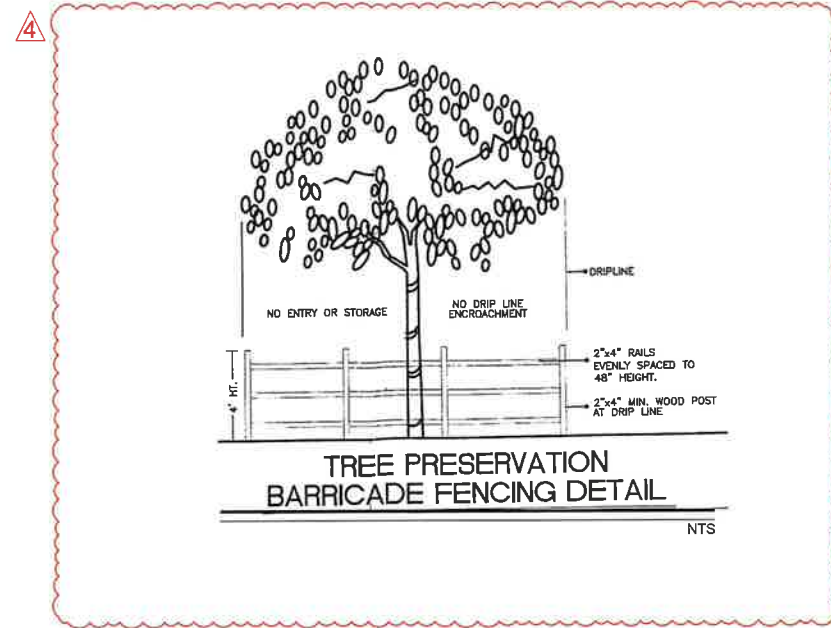 4
DRIPLINE
NO ENTRY OR STORAGE
NO DRIP LINE
ENCROACHMENT
2"x4" RAILS
EVENLY SPACED TO
48" HEIGHT.
4' HT.
2"x4" MIN. WOOD POST
AT DRIP LINE
TREE PRESERVATION
BARRICADE FENCING DETAIL
NTS